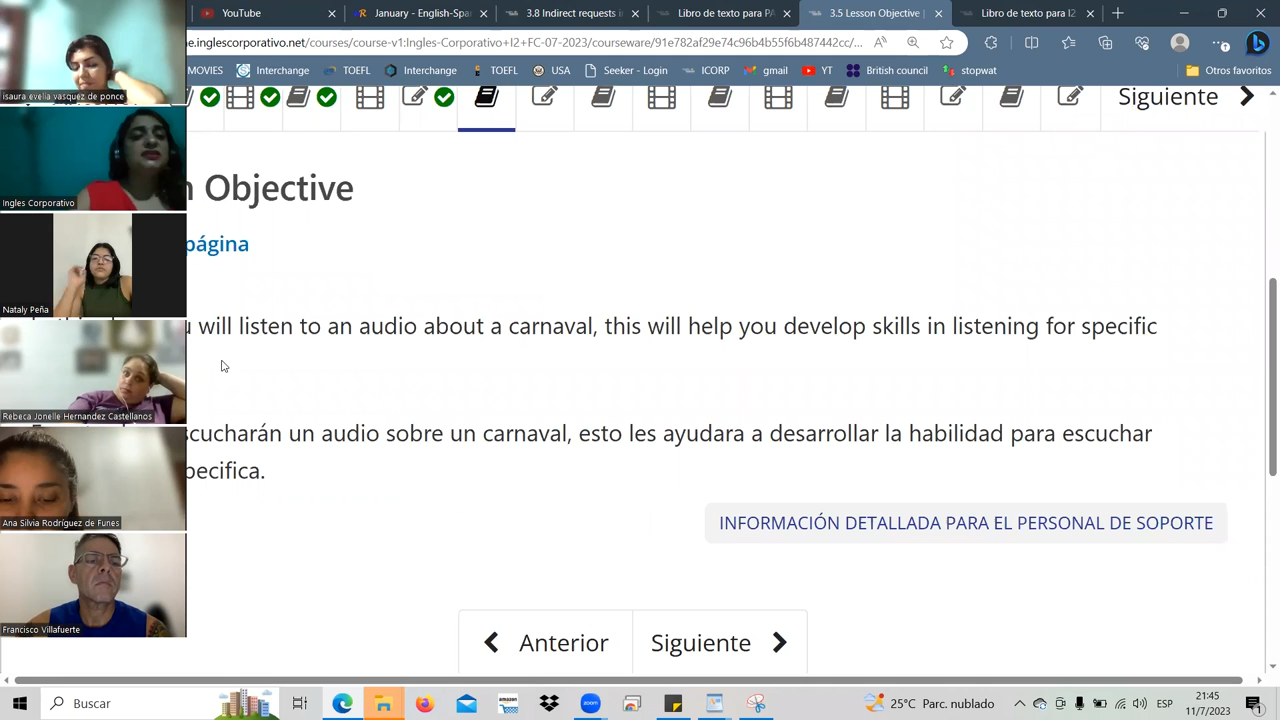 YouTube
January - English-Spa
3.8 Indirect requests i
Libro de texto para PA
3.5 Lesson Objective |
Libro de texto para I2
e.inglescorporativo.net/courses/course-v1:Ingles-Corporativo+I2+FC-07-2023/courseware/91e782af29e74c96b4b55f6b487442cc/...
MOVIES
Interchange
TOEFL
Interchange
TOEFL
USA
Seeker - Login
ICORP
gmail
YT
British council
stopwat
Otros favoritos
Siguiente
n Objective
página
u will listen to an audio about a carnaval, this will help you develop skills in listening for specific
scucharán un audio sobre un carnaval, esto les ayudara a desarrollar la habilidad para escuchar
pecifica.
INFORMACIÓN DETALLADA PARA EL PERSONAL DE SOPORTE
Anterior
Siguiente
isaura evelia vasquez de ponce
Ingles Corporativo
Nataly Peña
Rebeca Jonelle Hernandez Castellanos
Ana Silvia Rodríguez de Funes
Francisco Villafuerte
Buscar
amazon
zoom
25°C Parc. nublado
ESP
21:45
11/7/2023
1